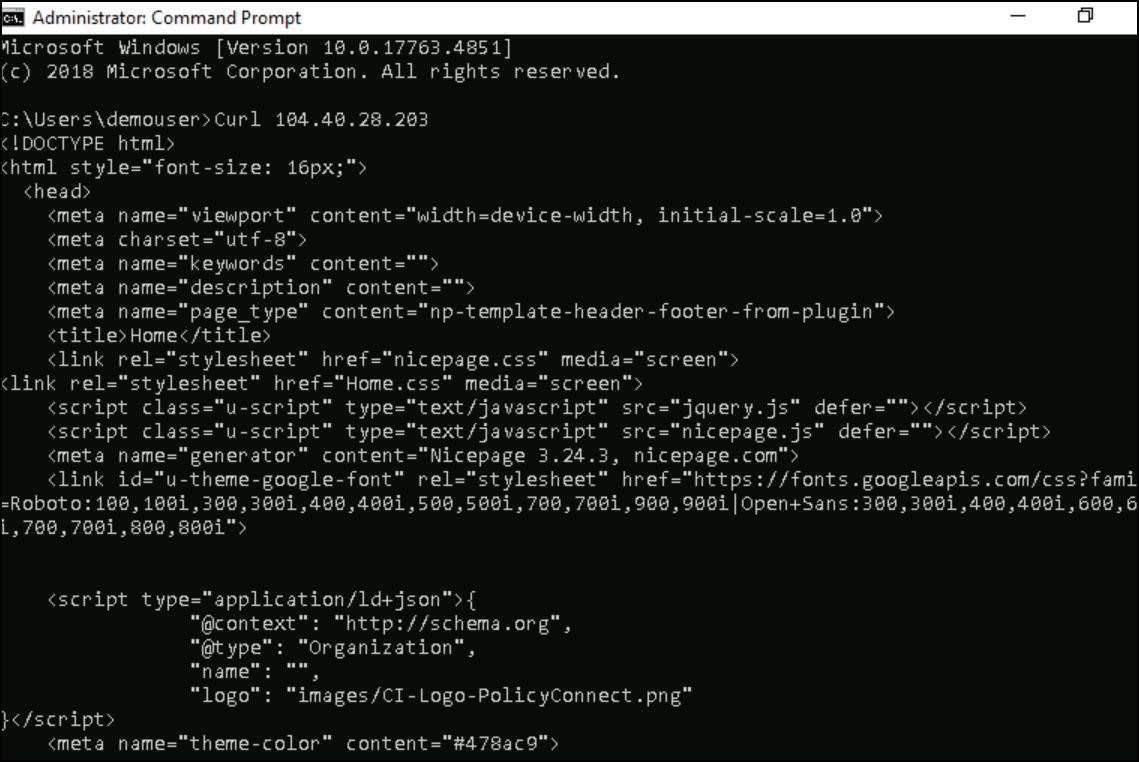 Administrator: Command Prompt
Microsoft Windows [Version 10.0.17763.4851]
(c) 2018 Microsoft Corporation. All rights reserved.
C:\Users\demouser>Curl 104.40.28.203
<!DOCTYPE html>
<html style="font-size: 16px;">
<head>
<meta name="viewport" content="width=device-width, initial-scale=1.0">
<meta charset="utf-8">
<meta name="keywords" content="">
<meta name="description" content="">
<meta name="page_type" content="np-template-header-footer-from-plugin">
<title>Home</title>
<link rel="stylesheet" href="nicepage.css" media="screen">
<link rel="stylesheet" href="Home.css" media="screen">
<script class="u-script" type="text/javascript" src="jquery.js" defer=""></script>
<script class="u-script" type="text/javascript" src="nicepage.js" defer=""></script>
<meta name="generator" content="Nicepage 3.24.3, nicepage.com">
<link id="u-theme-google-font" rel="stylesheet" href="https://fonts.googleapis.com/css?fami
=Roboto:100,100i,300,300i,400,400i,500,500i,700,700i,900,900i|Open+Sans:300,300i,400,400i,600,6
i,700,700i,800,800i">
<script type="application/ld+json">{
"@context": "http://schema.org",
"@type": "Organization",
"name": "",
"logo": "images/CI-Logo-PolicyConnect.png"
}</script>
<meta name="theme-color" content="#478ac9">